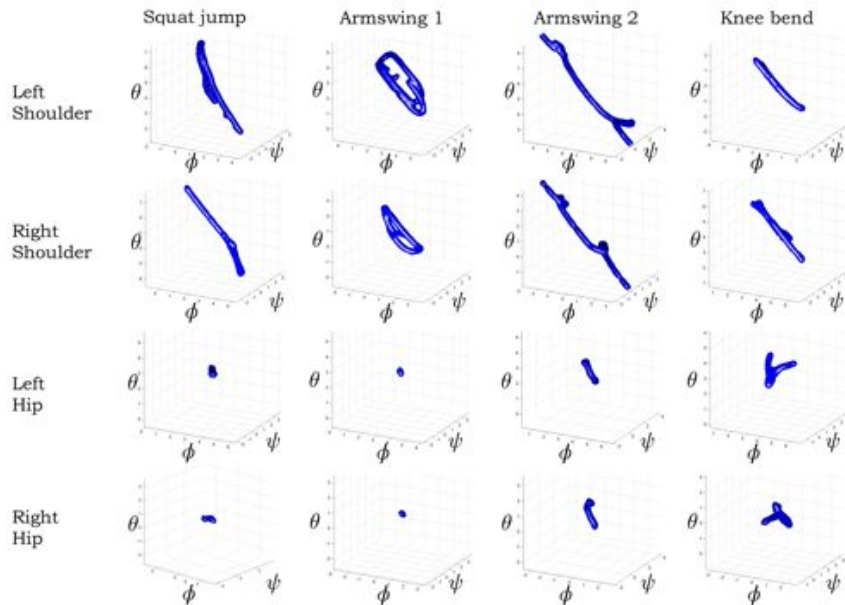 Squat jump Armswing 1 Armswing 2 Knee bend
Left
Shoulder
θ ϕ ψ θ ϕ ψ θ ϕ ψ θ ϕ ψ
Right
Shoulder
θ ϕ ψ θ ϕ ψ θ ϕ ψ θ ϕ ψ
Left
Hip
θ ϕ ψ θ ϕ ψ θ ϕ ψ θ ϕ ψ
Right
Hip
θ ϕ ψ θ ϕ ψ θ ϕ ψ θ ϕ ψ